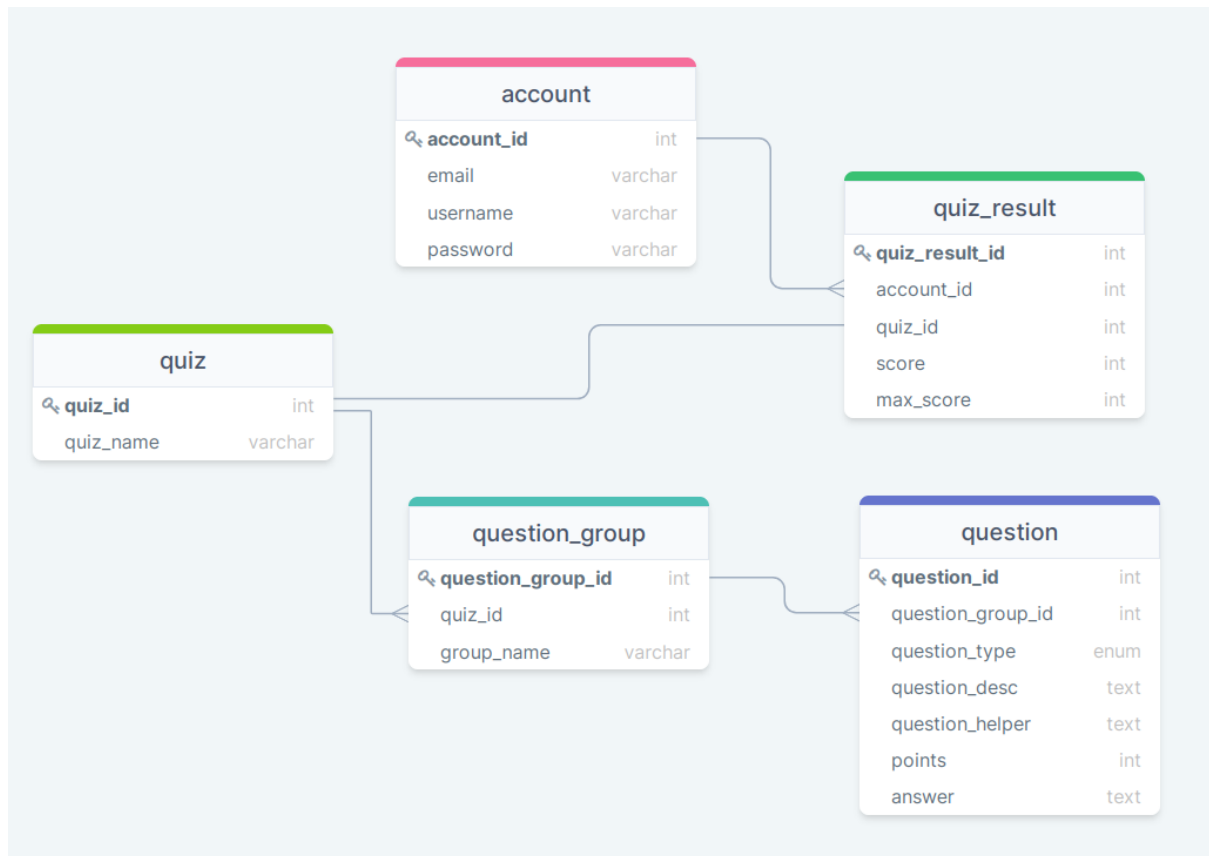 account
account_id int
email varchar
username varchar
password varchar
quiz_result
quiz_result_id int
account_id int
quiz_id int
score int
max_score int
quiz
quiz_id int
quiz_name varchar
question_group
question_group_id int
quiz_id int
group_name varchar
question
question_id int
question_group_id int
question_type enum
question_desc text
question_helper text
points int
answer text